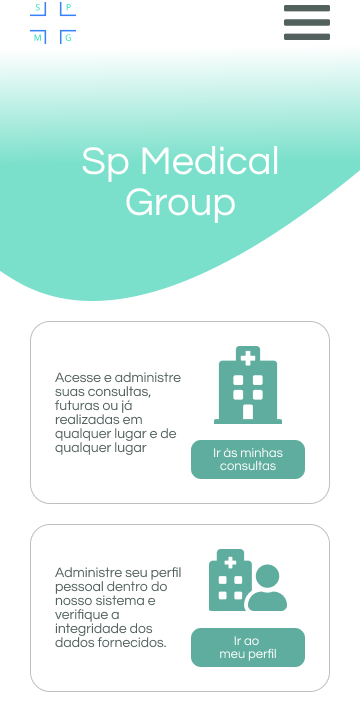 S P
M G
Sp Medical
Group
Acesse e administre
suas consultas,
futuras ou já
realizadas em
qualquer lugar e de
qualquer lugar
Ir às minhas
consultas
Administre seu perfil
pessoal dentro do
nosso sistema e
verifique a
integridade dos
dados fornecidos.
Ir ao
meu perfil